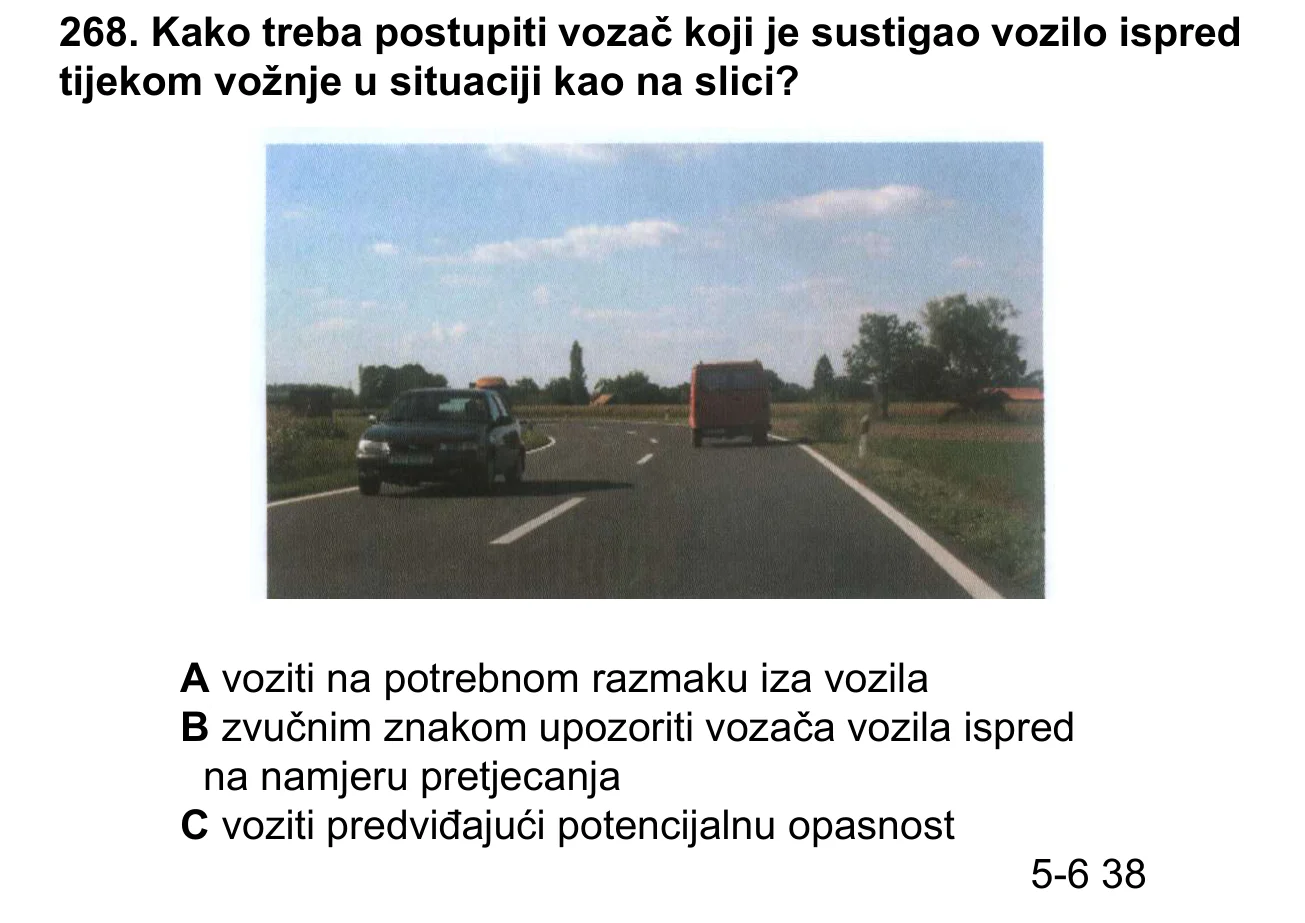 268. Kako treba postupiti vozač koji je sustigao vozilo ispred
tijekom vožnje u situaciji kao na slici?
A voziti na potrebnom razmaku iza vozila
B zvučnim znakom upozoriti vozača vozila ispred
na namjeru pretjecanja
C voziti predviđajući potencijalnu opasnost
5-6 38